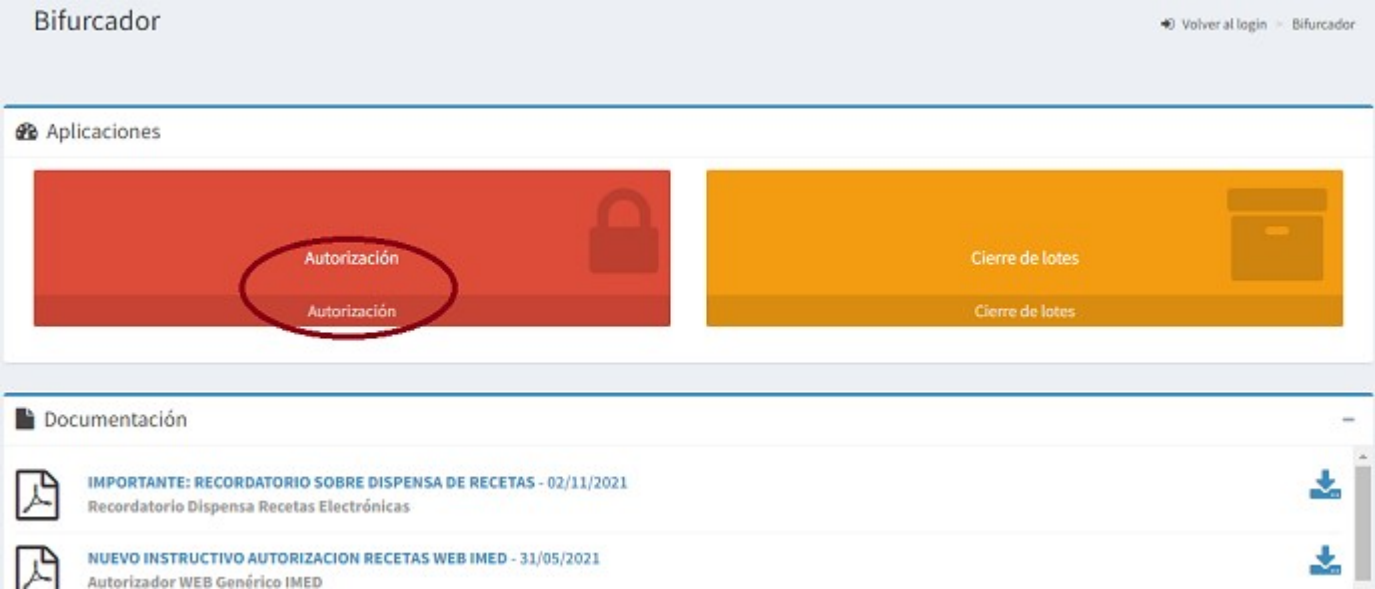 Bifurcador
Volver al login > Bifurcador
Aplicaciones
Autorización
Autorización
Cierre de lotes
Cierre de lotes
Documentación
IMPORTANTE: RECORDATORIO SOBRE DISPENSA DE RECETAS - 02/11/2021
Recordatorio Dispensa Recetas Electrónicas
NUEVO INSTRUCTIVO AUTORIZACION RECETAS WEB IMED - 31/05/2021
Autorizador WEB Genérico IMED